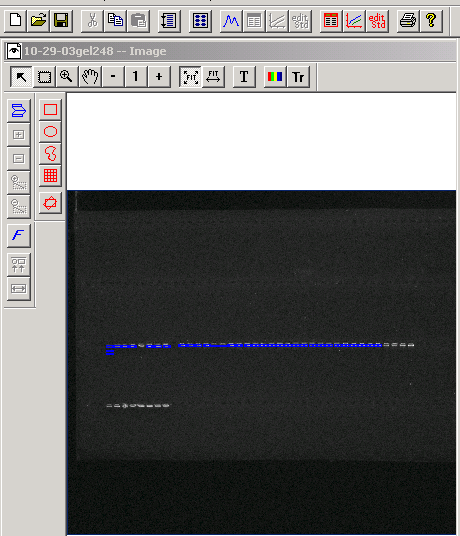 edit
Std
edit
Std
?
10-29-03gel248 -- Image
- 1 + FIT FIT T Tr
F